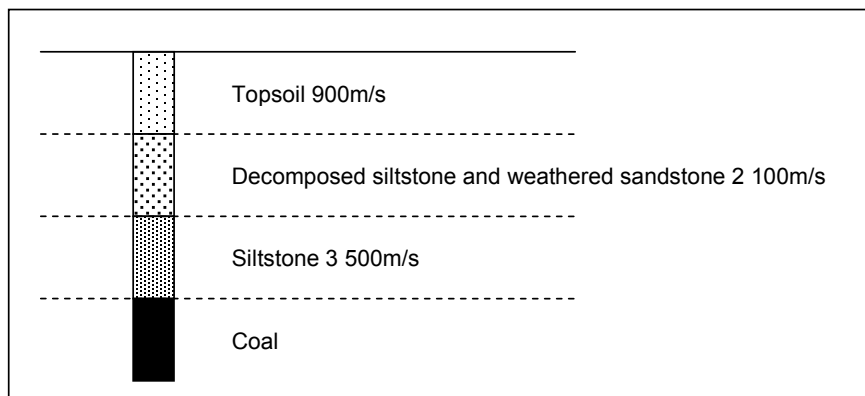 Topsoil 900m/s
Decomposed siltstone and weathered sandstone 2 100m/s
Siltstone 3 500m/s
Coal